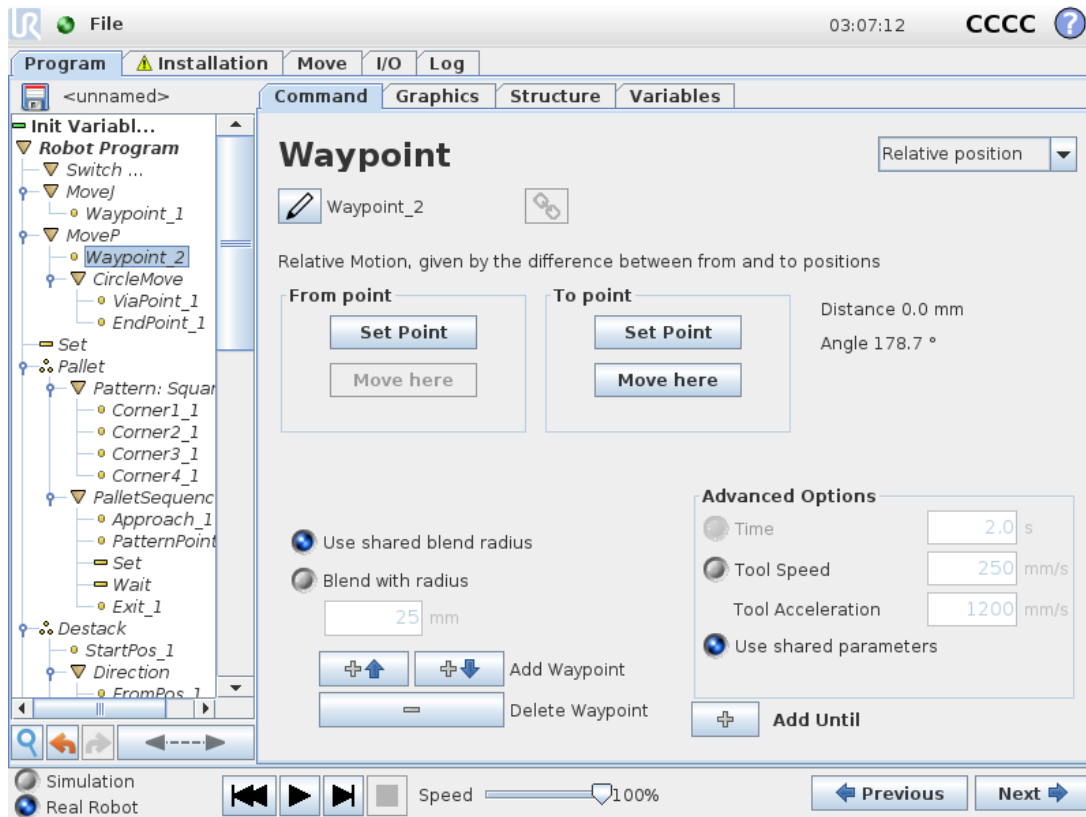 UR File 03:07:12 CCCC ?
Program Installation Move I/O Log
<unnamed> Command Graphics Structure Variables
Init Variabl...
Robot Program
Switch ...
MoveJ
Waypoint_1
MoveP
Waypoint_2
CircleMove
ViaPoint_1
EndPoint_1
Set
Pallet
Pattern: Squar
Corner1_1
Corner2_1
Corner3_1
Corner4_1
PalletSequenc
Approach_1
PatternPoint
Set
Wait
Exit_1
Destack
StartPos_1
Direction
FromPos_1
Waypoint Relative position
Waypoint_2
Relative Motion, given by the difference between from and to positions
From point To point
Set Point Set Point Distance 0.0 mm
Move here Move here Angle 178.7 °
Use shared blend radius
Blend with radius
25 mm
Add Waypoint
Delete Waypoint
Advanced Options
Time 2.0 s
Tool Speed 250 mm/s
Tool Acceleration 1200 mm/s
Use shared parameters
Add Until
Simulation
Real Robot
Speed 100%
Previous Next